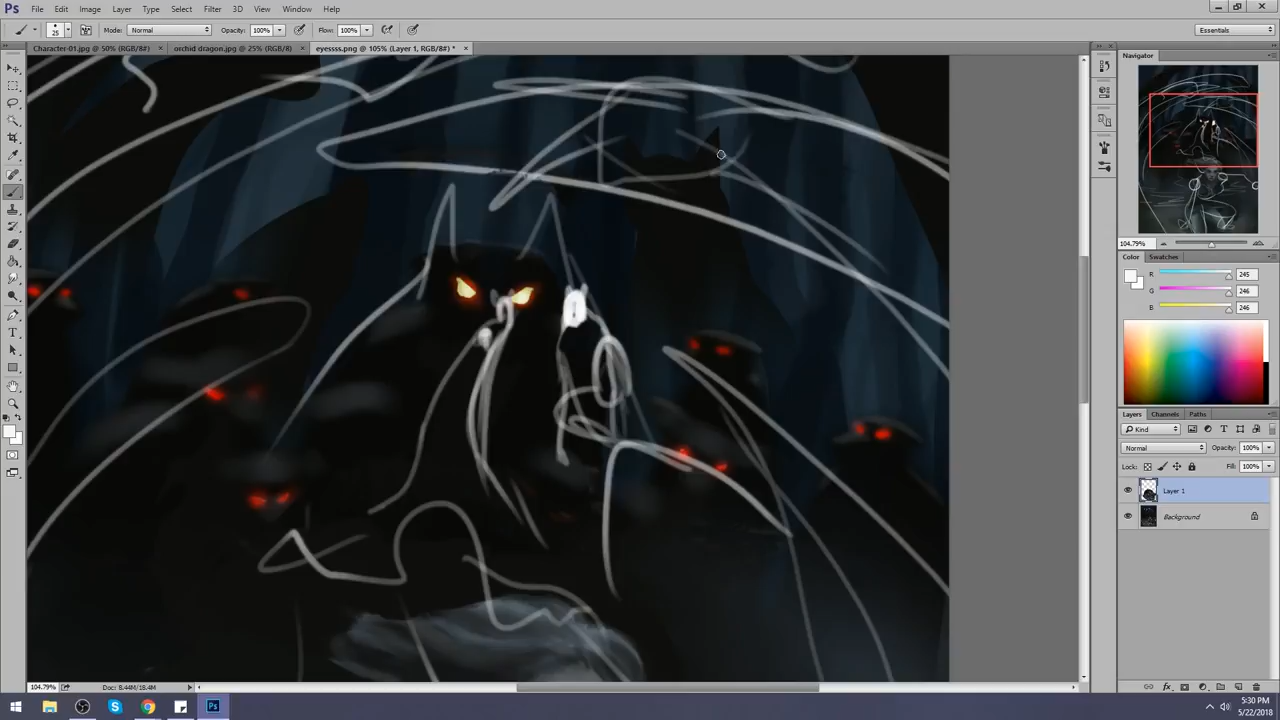 Ps File Edit Image Layer Type Select Filter 3D View Window Help
25 Mode: Normal Opacity: 100% Flow: 100% Essentials
Character-01.jpg @ 50% (RGB/8#) × orchid dragon.jpg @ 25% (RGB/8) × eyessss.png @ 105% (Layer 1, RGB/8#) * ×
Navigator
104.79%
Color Swatches
R 245
G 246
B 246
Layers Channels Paths
Kind
Normal Opacity: 100%
Lock: Fill: 100%
Layer 1
Background
104.79% Doc: 8.44M/18.4M
5:30 PM
5/22/2018